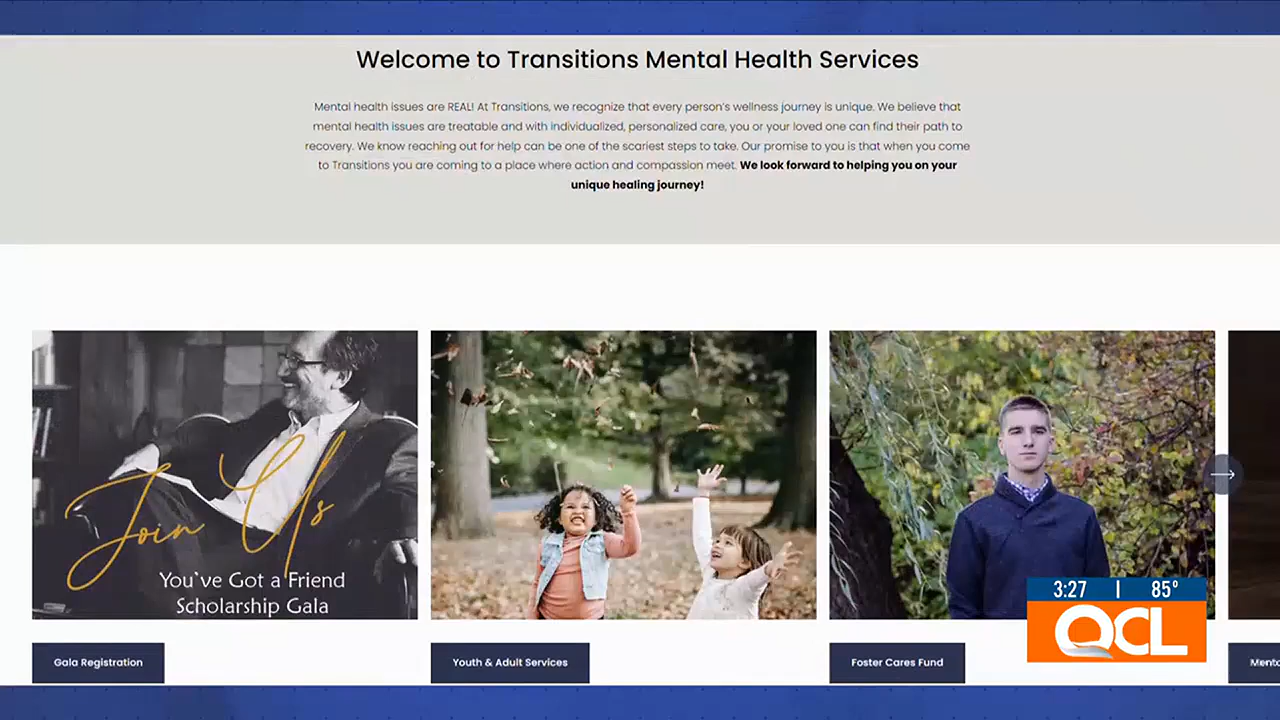 Welcome to Transitions Mental Health Services
Mental health issues are REAL! At Transitions, we recognize that every person's wellness journey is unique. We believe that
mental health issues are treatable and with individualized, personalized care, you or your loved one can find their path to
recovery. We know reaching out for help can be one of the scariest steps to take. Our promise to you is that when you come
to Transitions you are coming to a place where action and compassion meet. We look forward to helping you on your
unique healing journey!
Join Us
You've Got a Friend
Scholarship Gala
Gala Registration
Youth & Adult Services
Foster Cares Fund
3:27 | 85°
QCL